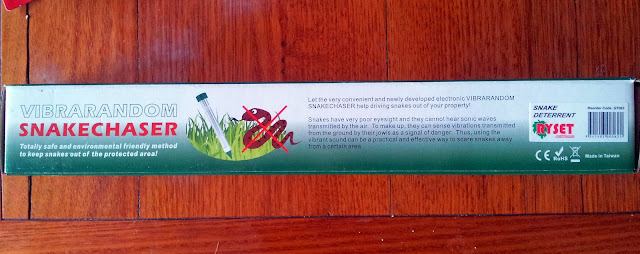 VIBRARANDOM
SNAKECHASER
Totally safe and environmental friendly method
to keep snakes out of the protected area!
Let the very convenient and newly developed electronic VIBRARANDOM
SNAKECHASER help driving snakes out of your property!
Snakes have very poor eyesight and they cannot hear sonic waves
transmitted by the air. To make up, they can sense vibrations transmitted
from the ground by their jowls as a signal of danger. Thus, using the
vibrant sound can be a practical and effective way to scare snakes away
from a certain area.
SNAKE
DETERRENT
RYSET
Reorder Code:
CE RoHS Made in Taiwan